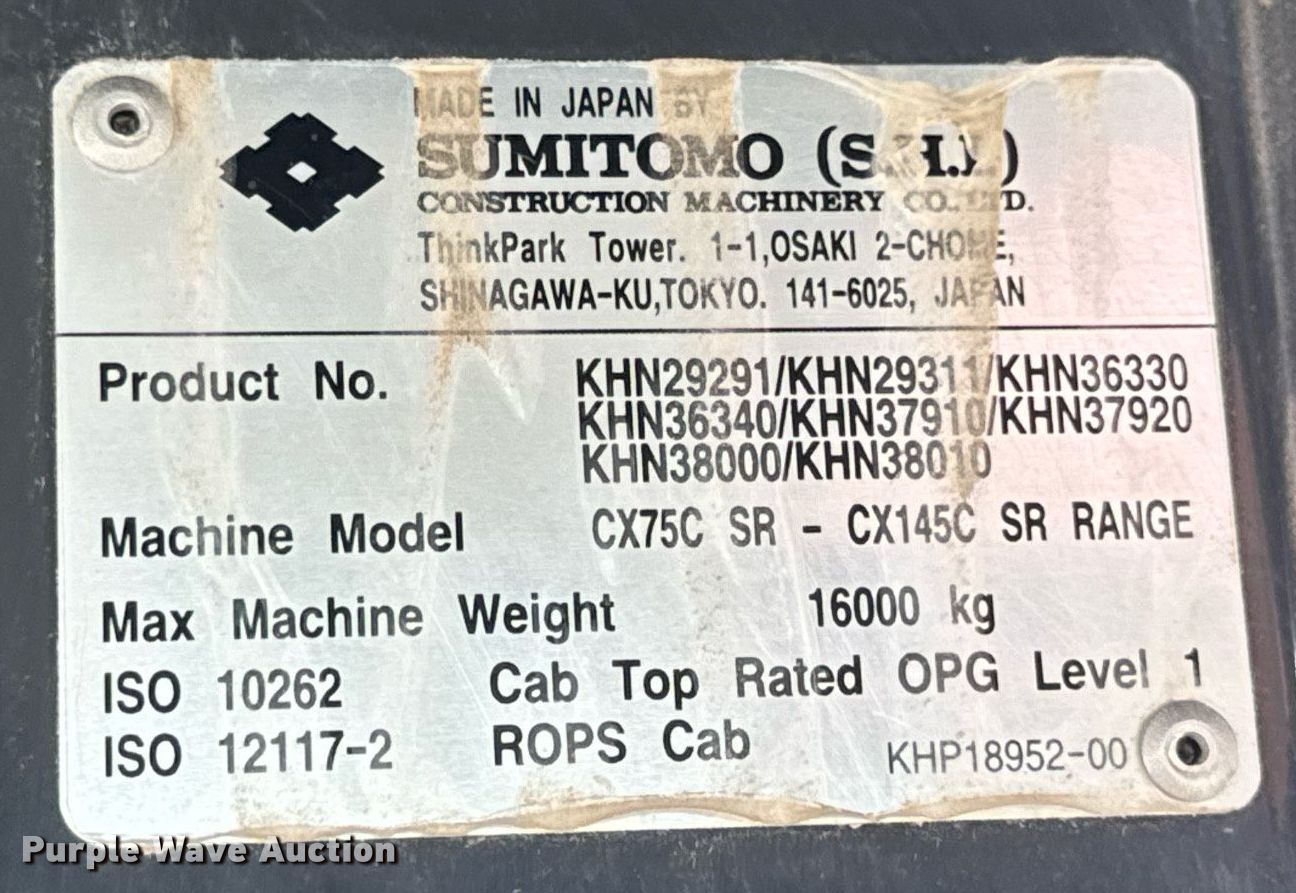 MADE IN JAPAN BY
SUMITOMO (S.H.I.)
CONSTRUCTION MACHINERY CO., LTD.
ThinkPark Tower. 1-1,OSAKI 2-CHOME,
SHINAGAWA-KU,TOKYO. 141-6025, JAPAN
Product No. KHN29291/KHN29311/KHN36330
KHN36340/KHN37910/KHN37920
KHN38000/KHN38010
Machine Model CX75C SR - CX145C SR RANGE
Max Machine Weight 16000 kg
ISO 10262 Cab Top Rated OPG Level 1
ISO 12117-2 ROPS Cab KHP18952-00
Purple Wave Auction